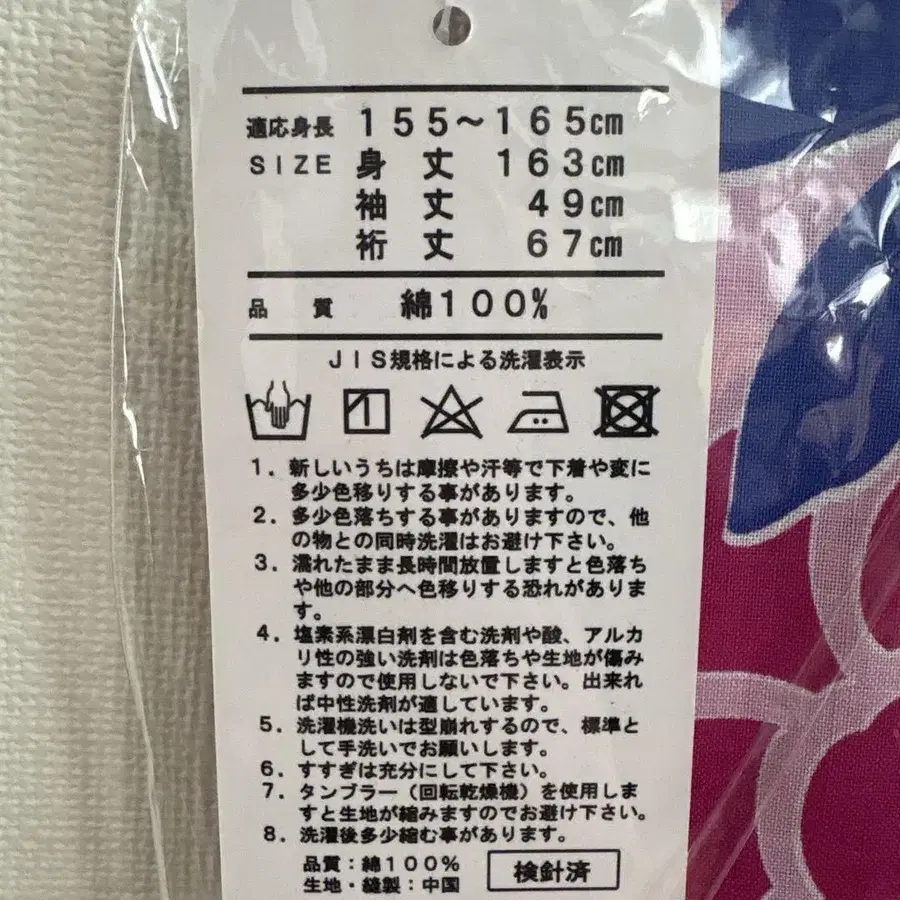 適応身長 155～165cm
SIZE 身丈 163cm
袖丈 49cm
裄丈 67cm
品質 綿100%
JIS規格による洗濯表示
1. 新しいうちは摩擦や汗等で下着や変に
多少色移りする事があります。
2. 多少色落ちする事がありますので、他
の物との同時洗濯はお避け下さい。
3. 濡れたまま長時間放置しますと色落ち
や他の部分へ色移りする恐れがありま
す。
4. 塩素系漂白剤を含む洗剤や酸、アルカ
リ性の強い洗剤は色落ちや生地が傷み
ますので使用しないで下さい。出来れ
ば中性洗剤が適しています。
5. 洗濯機洗いは型崩れするので、標準と
して手洗いでお願いします。
6. すすぎは充分にして下さい。
7. タンブラー（回転乾燥機）を使用しま
すと生地が縮みますのでお避け下さい。
8. 洗濯後多少縮む事があります。
品質：綿100%
生地・縫製：中国
検針済